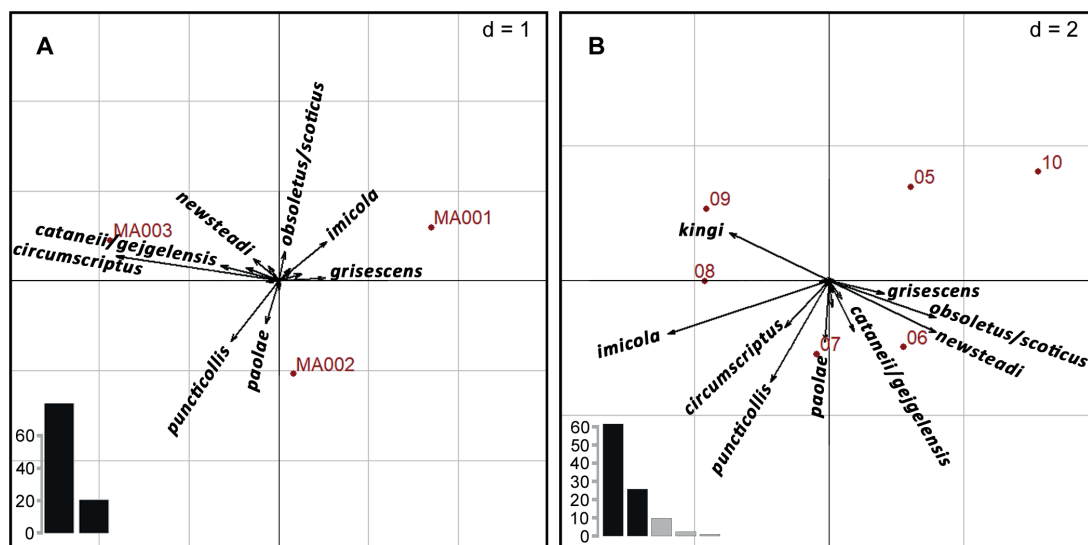 A
d = 1
obsoletus/scoticus
newsteadi
imicola
MA001
MA003
cataneii/gejgelensis
circumscriptus
grisescens
puncticollis
paolae
MA002
60
40
20
0
B
d = 2
10
05
09
kingi
08
grisescens
obsoletus/scoticus
newsteadi
imicola
circumscriptus
07
06
puncticollis
paolae
cataneii/gejgelensis
60
50
40
30
20
10
0